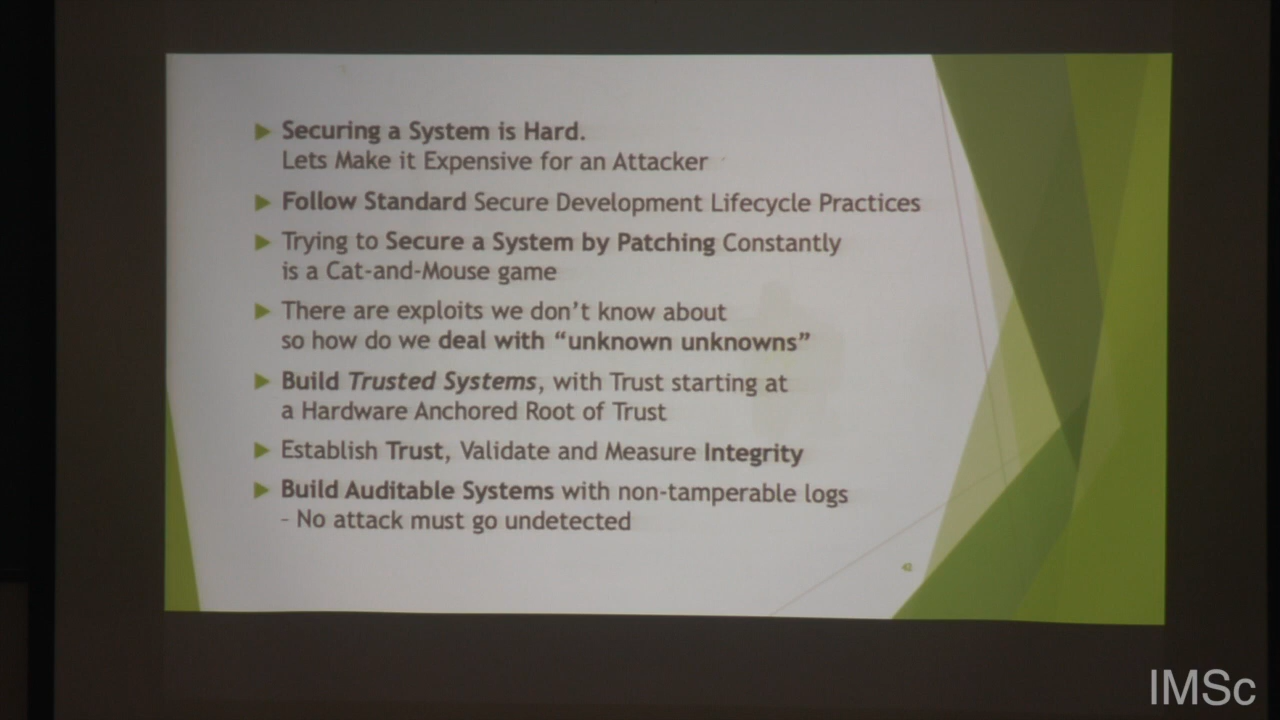 Securing a System is Hard.
Lets Make it Expensive for an Attacker
Follow Standard Secure Development Lifecycle Practices
Trying to Secure a System by Patching Constantly
is a Cat-and-Mouse game
There are exploits we don't know about
so how do we deal with “unknown unknowns”
Build Trusted Systems, with Trust starting at
a Hardware Anchored Root of Trust
Establish Trust, Validate and Measure Integrity
Build Auditable Systems with non-tamperable logs
– No attack must go undetected
42
IMSc